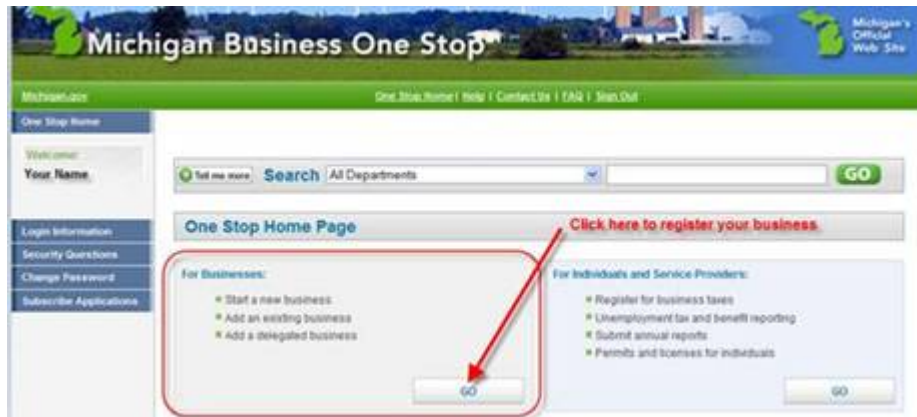 Michigan Business One Stop
Michigan's
Official
Web Site
Michigan.gov
One Stop Home | Help | Contact Us | FAQ | Sign Out
One Stop Home
Welcome:
Your Name
Tell me more Search All Departments GO
Login Information
Security Questions
Change Password
Subscribe Applications
One Stop Home Page
Click here to register your business
For Businesses:
Start a new business
Add an existing business
Add a delegated business
GO
For Individuals and Service Providers:
Register for business taxes
Unemployment tax and benefit reporting
Submit annual reports
Permits and licenses for individuals
GO